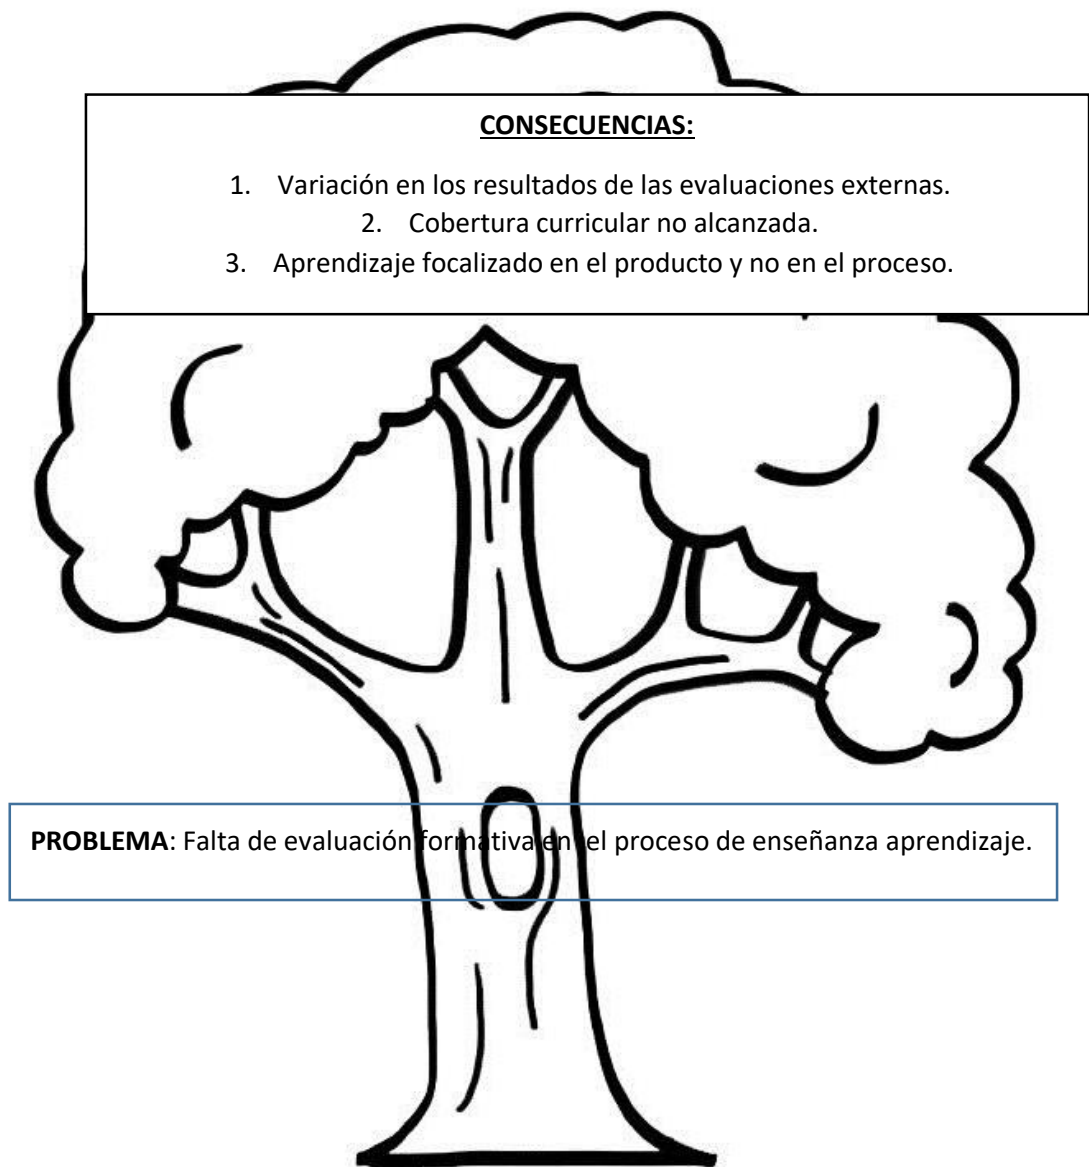 CONSECUENCIAS:
1. Variación en los resultados de las evaluaciones externas.
2. Cobertura curricular no alcanzada.
3. Aprendizaje focalizado en el producto y no en el proceso.
PROBLEMA: Falta de evaluación formativa en el proceso de enseñanza aprendizaje.